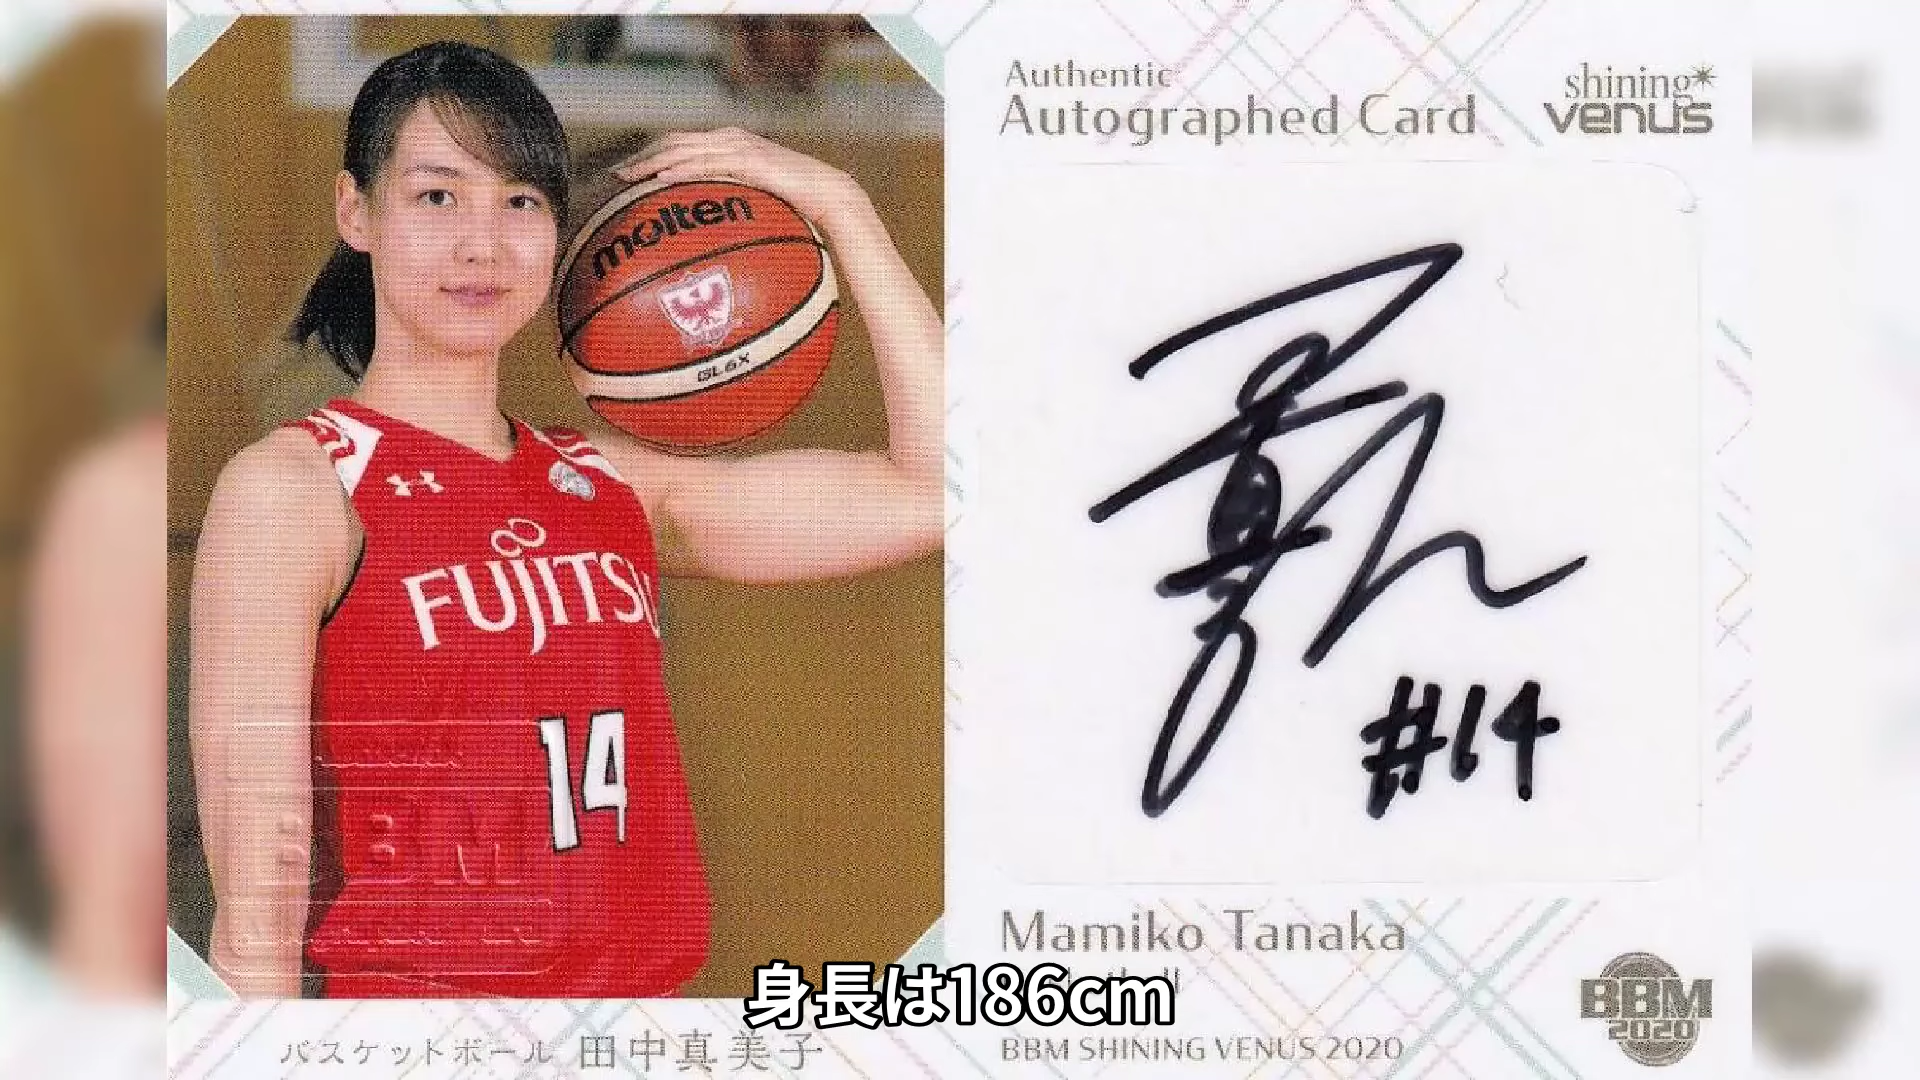 Authentic
Autographed Card
shining
venus
molten
GL6X
FUJITSU
14
#14
BBM
Mamiko Tanaka
身長は186cm
BBM
2020
バスケットボール 田中真美子
BBM SHINING VENUS 2020